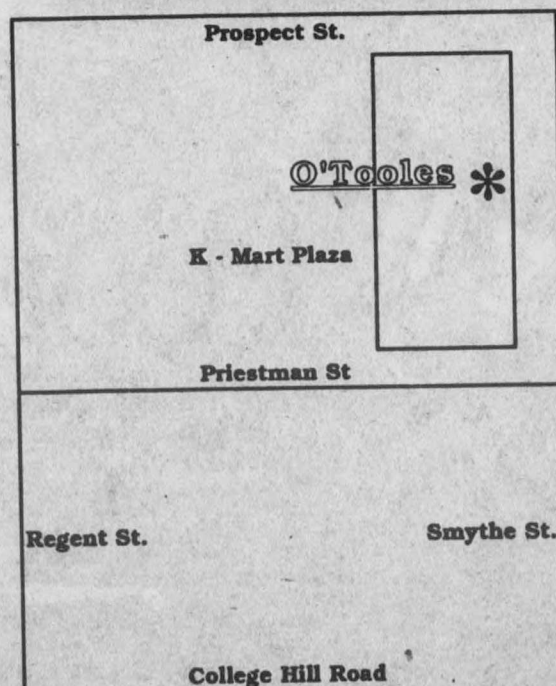 Prospect St.
O'Tooles *
K - Mart Plaza
Priestman St
Regent St.
Smythe St.
College Hill Road